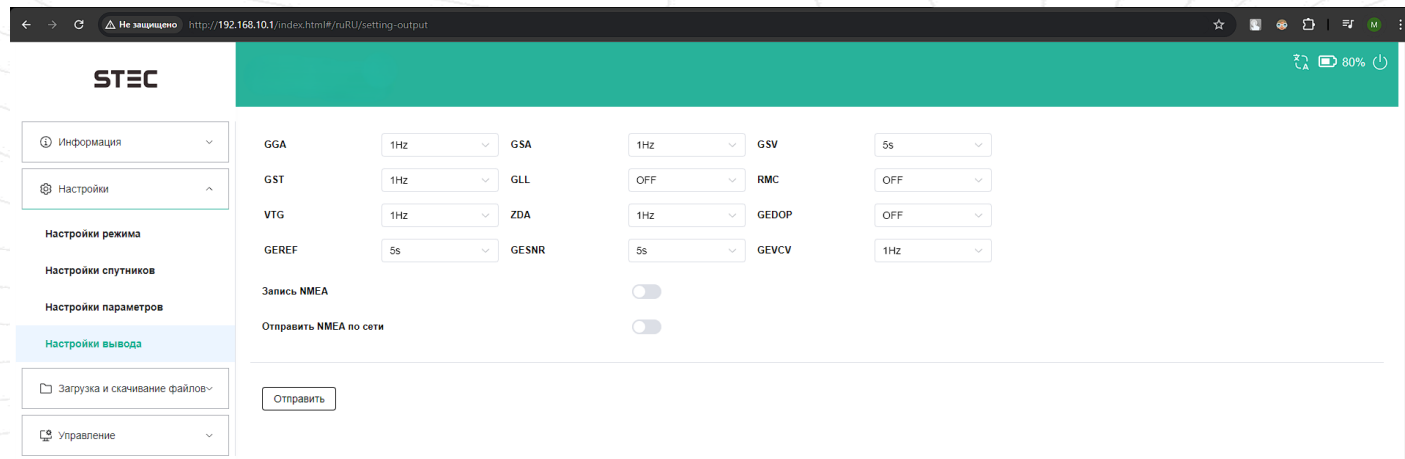 Не защищено http://192.168.10.1/index.html#/ruRU/setting-output M
STEC
80%
Информация
Настройки
Настройки режима
Настройки спутников
Настройки параметров
Настройки вывода
Загрузка и скачивание файлов
Управление
GGA 1Hz GSA 1Hz GSV 5s
GST 1Hz GLL OFF RMC OFF
VTG 1Hz ZDA 1Hz GEDOP OFF
GEREF 5s GESNR 5s GEVCV 1Hz
Запись NMEA
Отправить NMEA по сети
Отправить